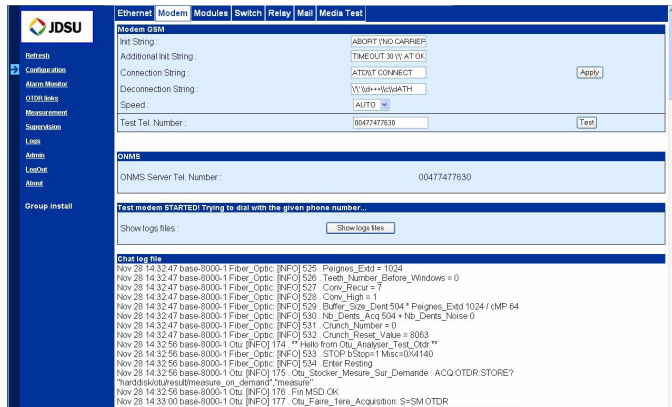 JDSU
Refresh
Configuration
Alarm Monitor
OTDR links
Measurement
Supervision
Logs
Admin
LogOut
About
Group install
Ethernet Modem Modules Switch Relay Mail Media Test
Modem GSM
Init String : ABORT \'NO CARRIER
Additional Init String : TIMEOUT 30 \'\' AT OK
Connection String : ATD\\T CONNECT Apply
Deconnection String : \'\'\\d+++\\c\\dATH
Speed : AUTO
Test Tel. Number : 00477477630 Test
ONMS
ONMS Server Tel. Number : 00477477630
Test modem STARTED! Trying to dial with the given phone number...
Show logs files : Show logs files
Chat log file
Nov 28 14:32:47 base-8000-1 Fiber_Optic: [INFO] 525 . Peignes_Extd = 1024
Nov 28 14:32:47 base-8000-1 Fiber_Optic: [INFO] 526 . Teeth_Number_Before_Windows = 0
Nov 28 14:32:47 base-8000-1 Fiber_Optic: [INFO] 527 . Conv_Recur = 7
Nov 28 14:32:47 base-8000-1 Fiber_Optic: [INFO] 528 . Conv_High = 1
Nov 28 14:32:47 base-8000-1 Fiber_Optic: [INFO] 529 . Buffer_Size_Dent 504 * Peignes_Extd 1024 / cMP 64
Nov 28 14:32:47 base-8000-1 Fiber_Optic: [INFO] 530 . Nb_Dents_Acq 504 + Nb_Dents_Noise 0
Nov 28 14:32:47 base-8000-1 Fiber_Optic: [INFO] 531 . Crunch_Number = 0
Nov 28 14:32:47 base-8000-1 Fiber_Optic: [INFO] 532 . Crunch_Reset_Value = 8063
Nov 28 14:32:56 base-8000-1 Otu: [INFO] 174 . ** Hello from Otu_Analyser_Test_Otdr **
Nov 28 14:32:56 base-8000-1 Fiber_Optic: [INFO] 533 . STOP bStop=1 Misc=0X4140
Nov 28 14:32:56 base-8000-1 Fiber_Optic: [INFO] 534 . Enter Resting
Nov 28 14:32:56 base-8000-1 Otu: [INFO] 175 . Otu_Stocker_Mesure_Sur_Demande : ACQ:OTDR:STORE?
"harddisk/otu/result/measure_on_demand","measure"
Nov 28 14:32:56 base-8000-1 Otu: [INFO] 176 . Fin MSD OK
Nov 28 14:33:00 base-8000-1 Otu: [INFO] 177 . Otu_Faire_1ere_Acquisition: S=SM OTDR